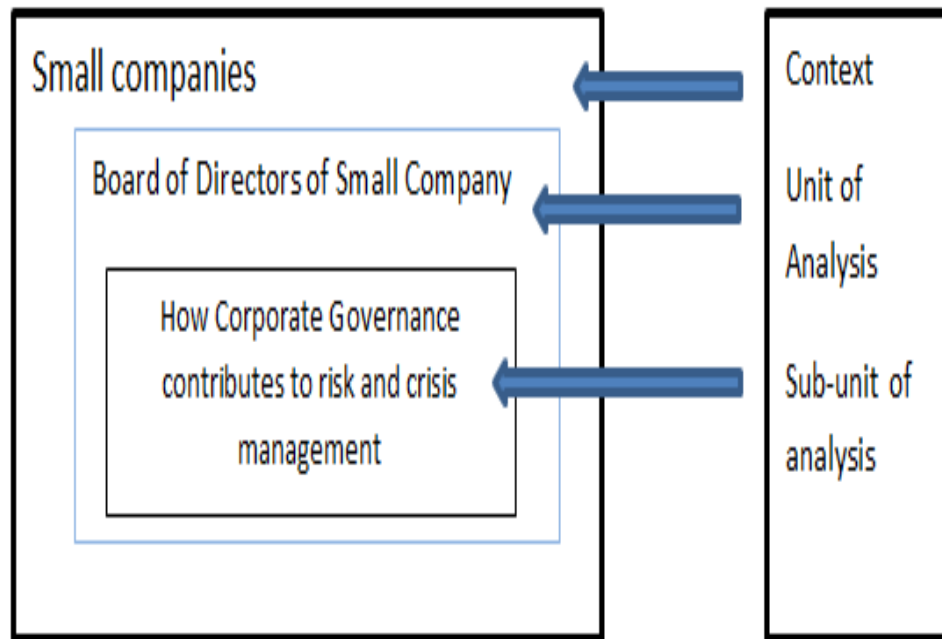 Small companies
Board of Directors of Small Company
How Corporate Governance
contributes to risk and crisis
management
Context
Unit of
Analysis
Sub-unit of
analysis